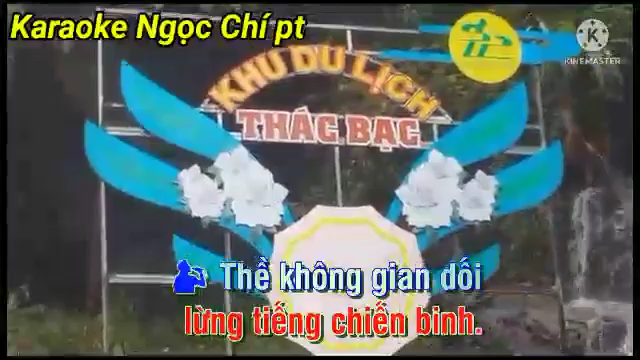 Karaoke Ngọc Chí pt
KINEMASTER
KHU DU LỊCH
THÁC BẠC
Thề không gian dối
lừng tiếng chiến binh.